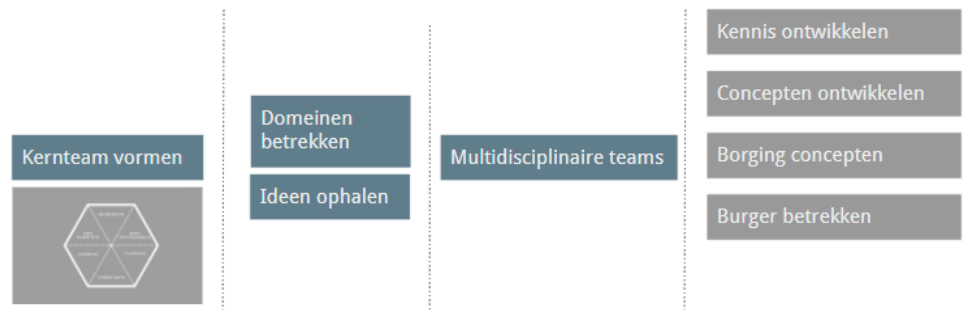 Kernteam vormen
Domeinen
betrekken
Ideen ophalen
Multidisciplinaire teams
Kennis ontwikkelen
Concepten ontwikkelen
Borging concepten
Burger betrekken